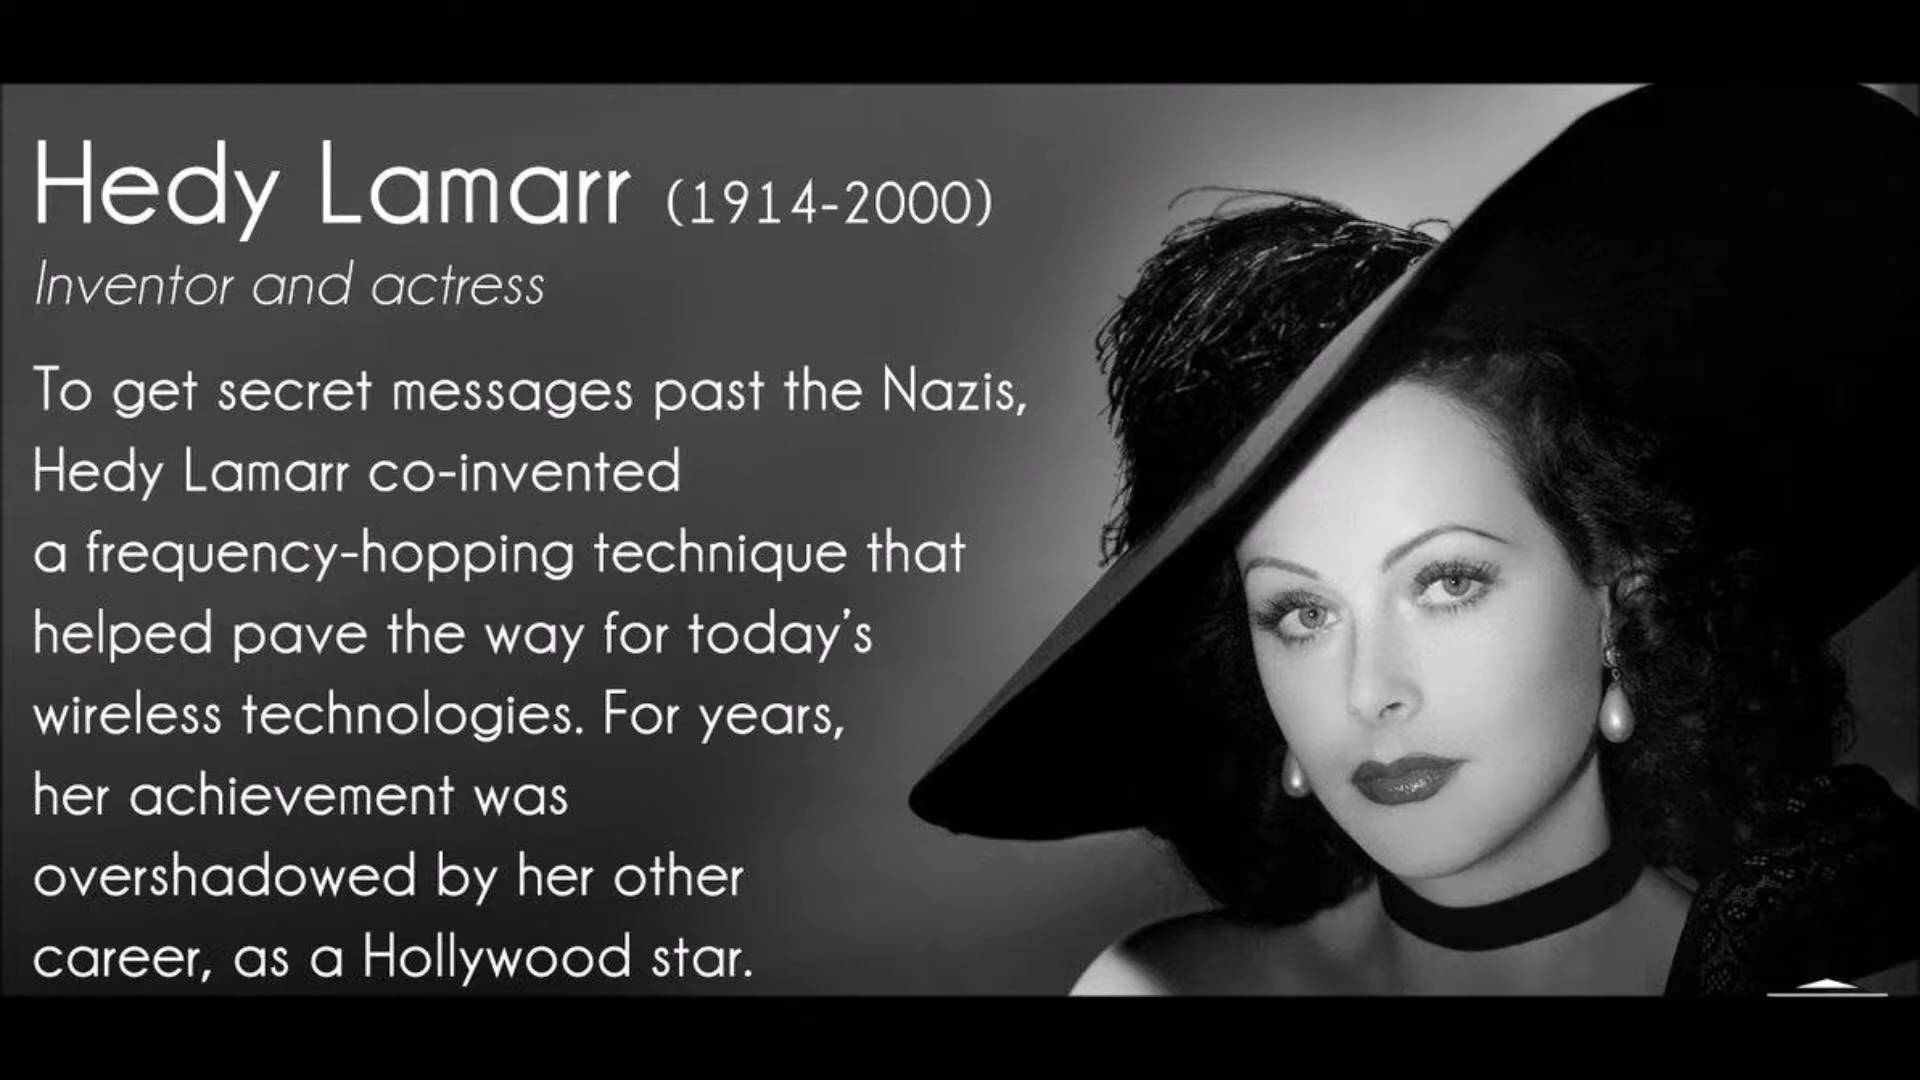 Hedy Lamarr (1914-2000)
Inventor and actress
To get secret messages past the Nazis,
Hedy Lamarr co-invented
a frequency-hopping technique that
helped pave the way for today's
wireless technologies. For years,
her achievement was
overshadowed by her other
career, as a Hollywood star.